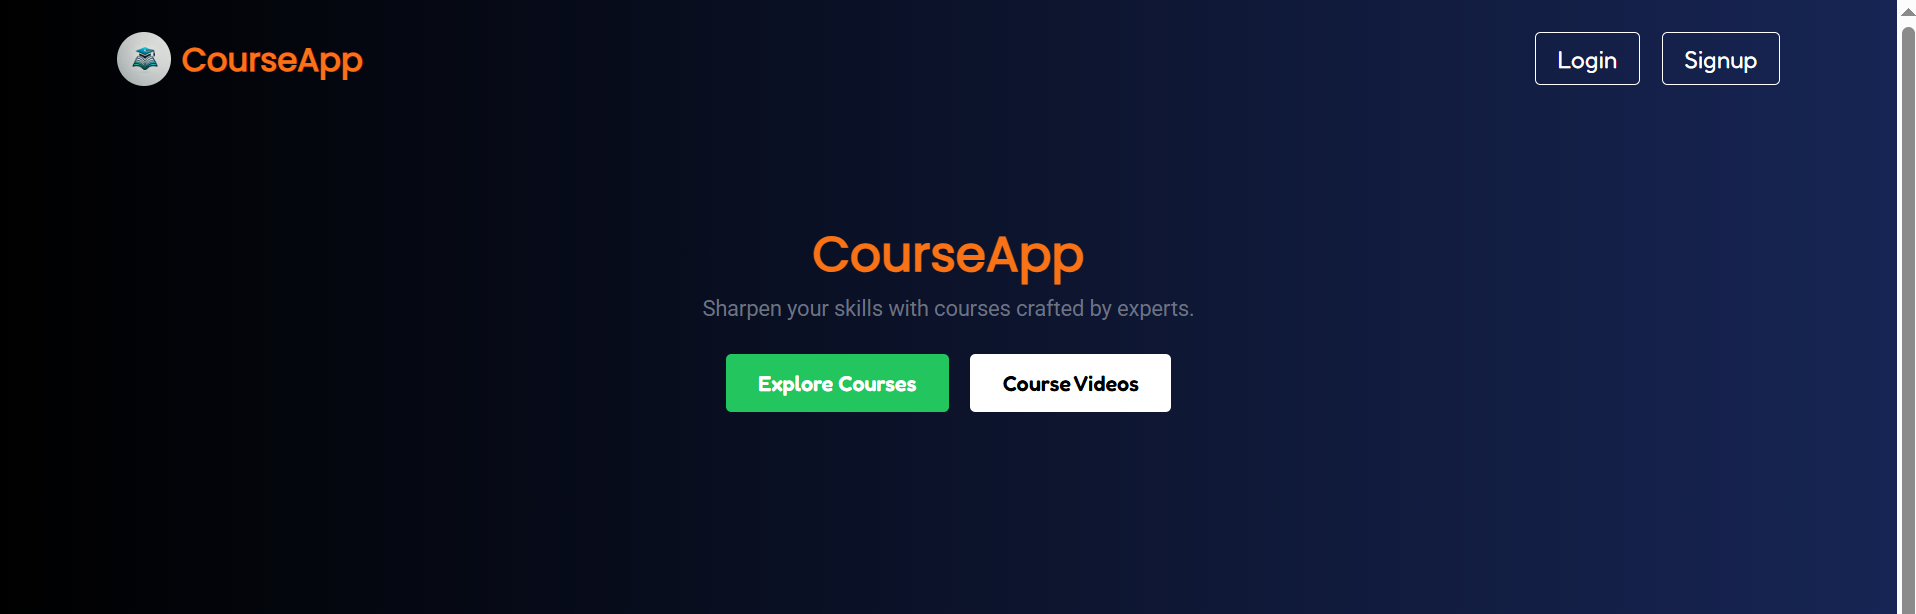 CourseApp
Login
Signup
CourseApp
Sharpen your skills with courses crafted by experts.
Explore Courses
Course Videos